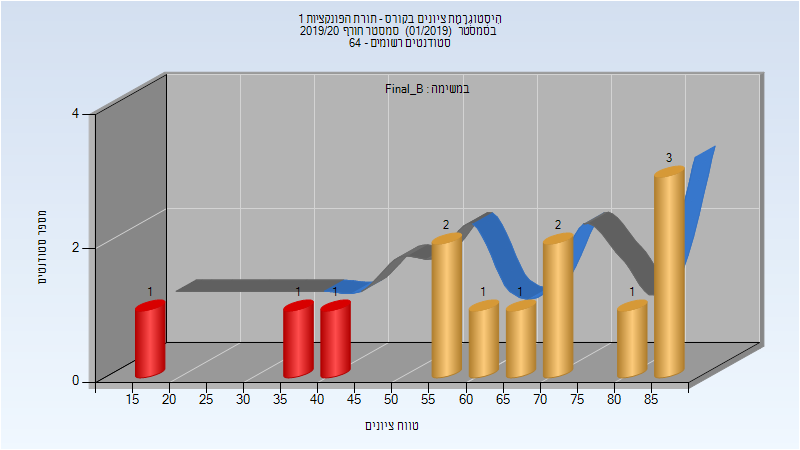 היסטוגרמת ציונים בקורס - תורת הפונקציות 1
בסמסטר (01/2019) סמסטר חורף 2019/20
סטודנטים רשומים - 64
במשימה : Final_B
מספר סטודנטים
4
2
0
1
1
1
2
1
1
2
1
3
15 20 25 30 35 40 45 50 55 60 65 70 75 80 85
טווח ציונים